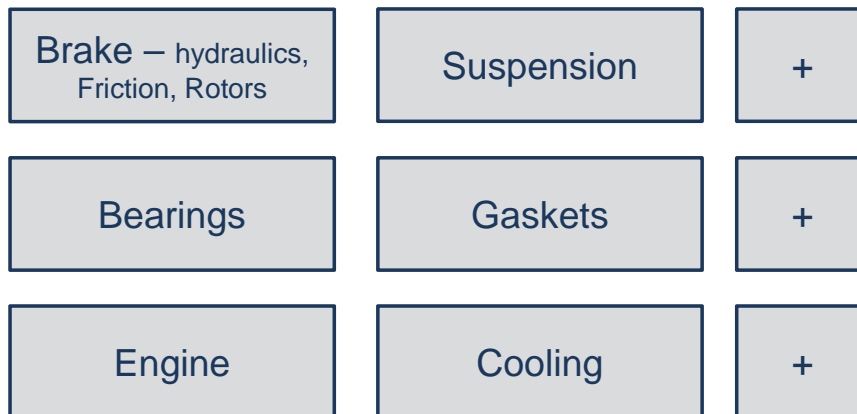 Brake – hydraulics,
Friction, Rotors
Suspension
+
Bearings
Gaskets
+
Engine
Cooling
+